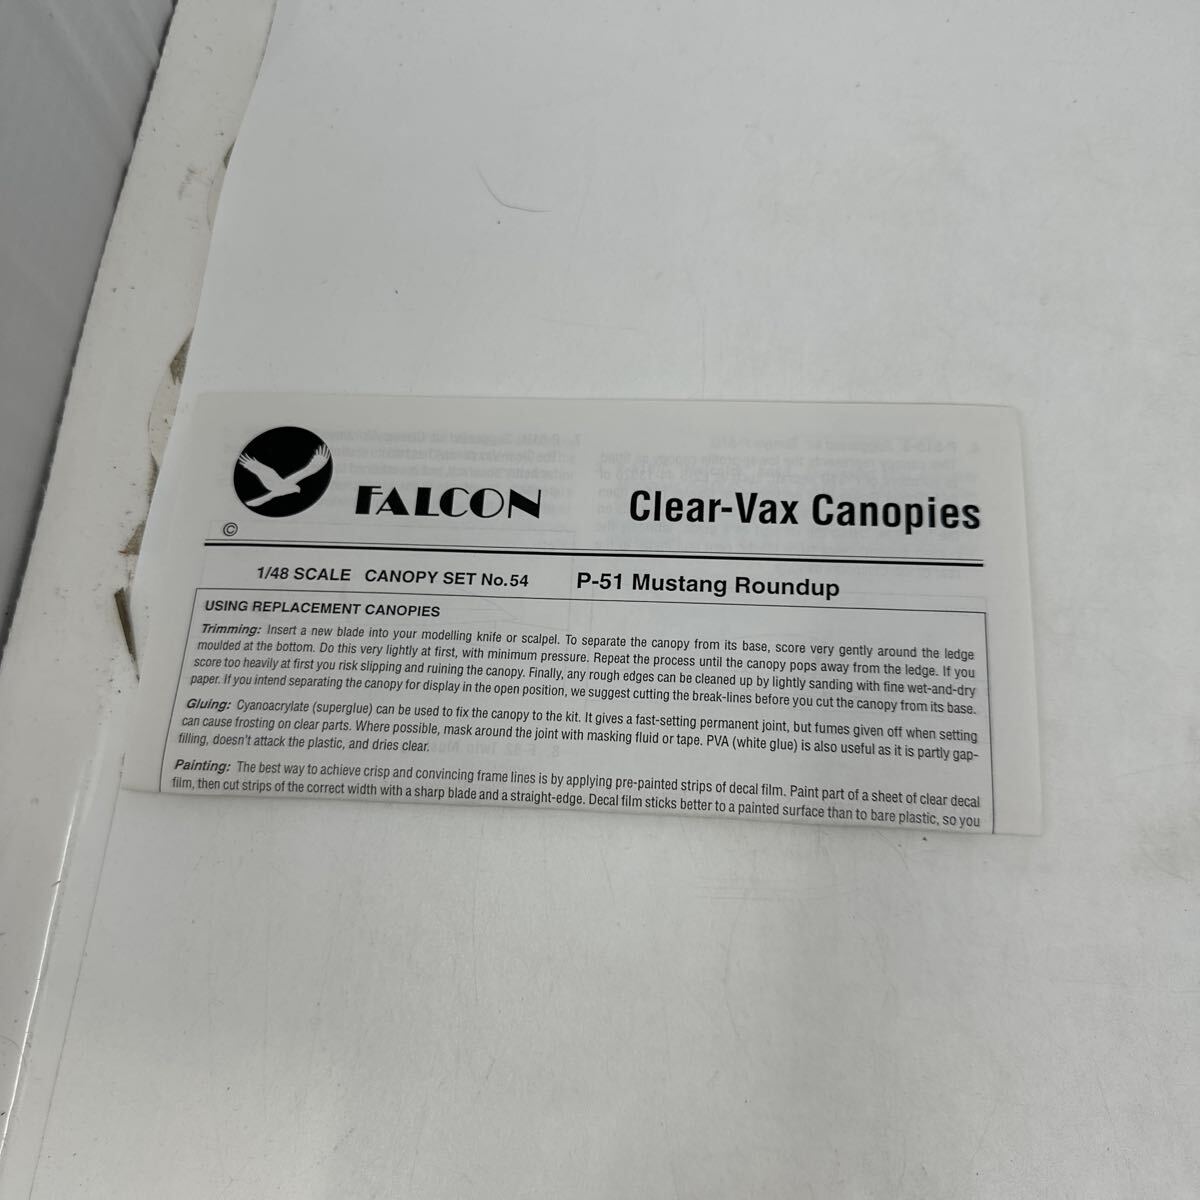 FALCON Clear-Vax Canopies
©
1/48 SCALE CANOPY SET No.54 P-51 Mustang Roundup
USING REPLACEMENT CANOPIES
Trimming: Insert a new blade into your modelling knife or scalpel. To separate the canopy from its base, score very gently around the ledge
moulded at the bottom. Do this very lightly at first, with minimum pressure. Repeat the process until the canopy pops away from the ledge. If you
score too heavily at first you risk slipping and ruining the canopy. Finally, any rough edges can be cleaned up by lightly sanding with fine wet-and-dry
paper. If you intend separating the canopy for display in the open position, we suggest cutting the break-lines before you cut the canopy from its base.
Gluing: Cyanoacrylate (superglue) can be used to fix the canopy to the kit. It gives a fast-setting permanent joint, but fumes given off when setting
can cause frosting on clear parts. Where possible, mask around the joint with masking fluid or tape. PVA (white glue) is also useful as it is partly gap-
filling, doesn't attack the plastic, and dries clear.
Painting: The best way to achieve crisp and convincing frame lines is by applying pre-painted strips of decal film. Paint part of a sheet of clear decal
film, then cut strips of the correct width with a sharp blade and a straight-edge. Decal film sticks better to a painted surface than to bare plastic, so you